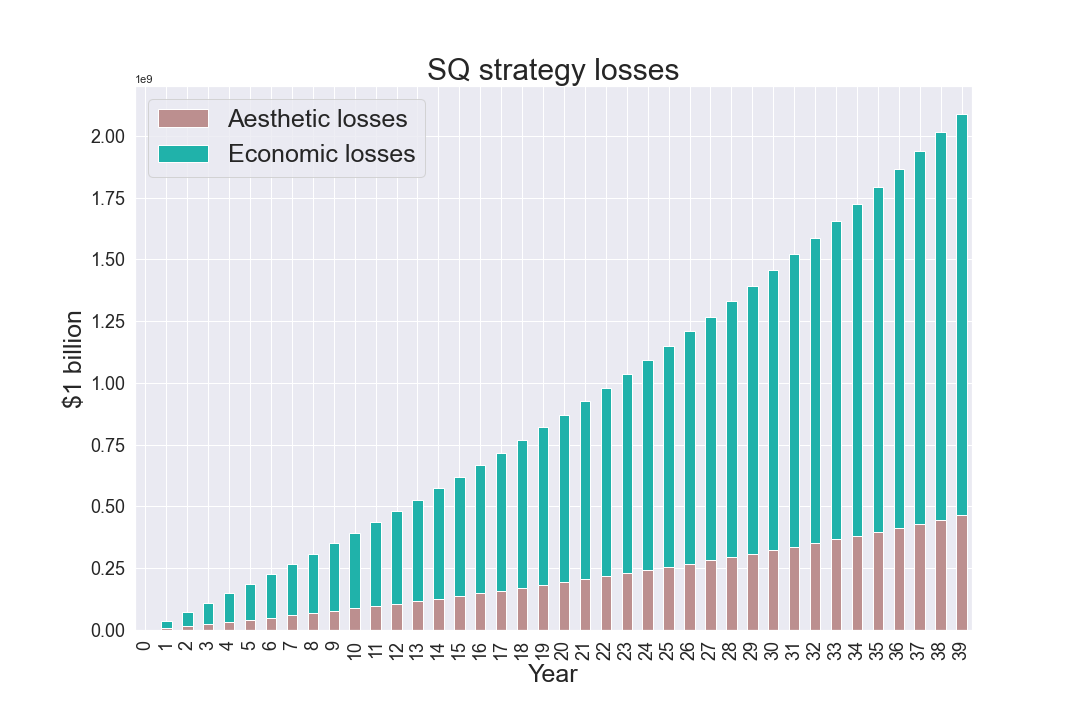 SQ strategy losses
1e9
Aesthetic losses
Economic losses
2.00
1.75
1.50
1.25
1.00
0.75
0.50
0.25
0.00
$1 billion
0 1 2 3 4 5 6 7 8 9 10 11 12 13 14 15 16 17 18 19 20 21 22 23 24 25 26 27 28 29 30 31 32 33 34 35 36 37 38 39
Year